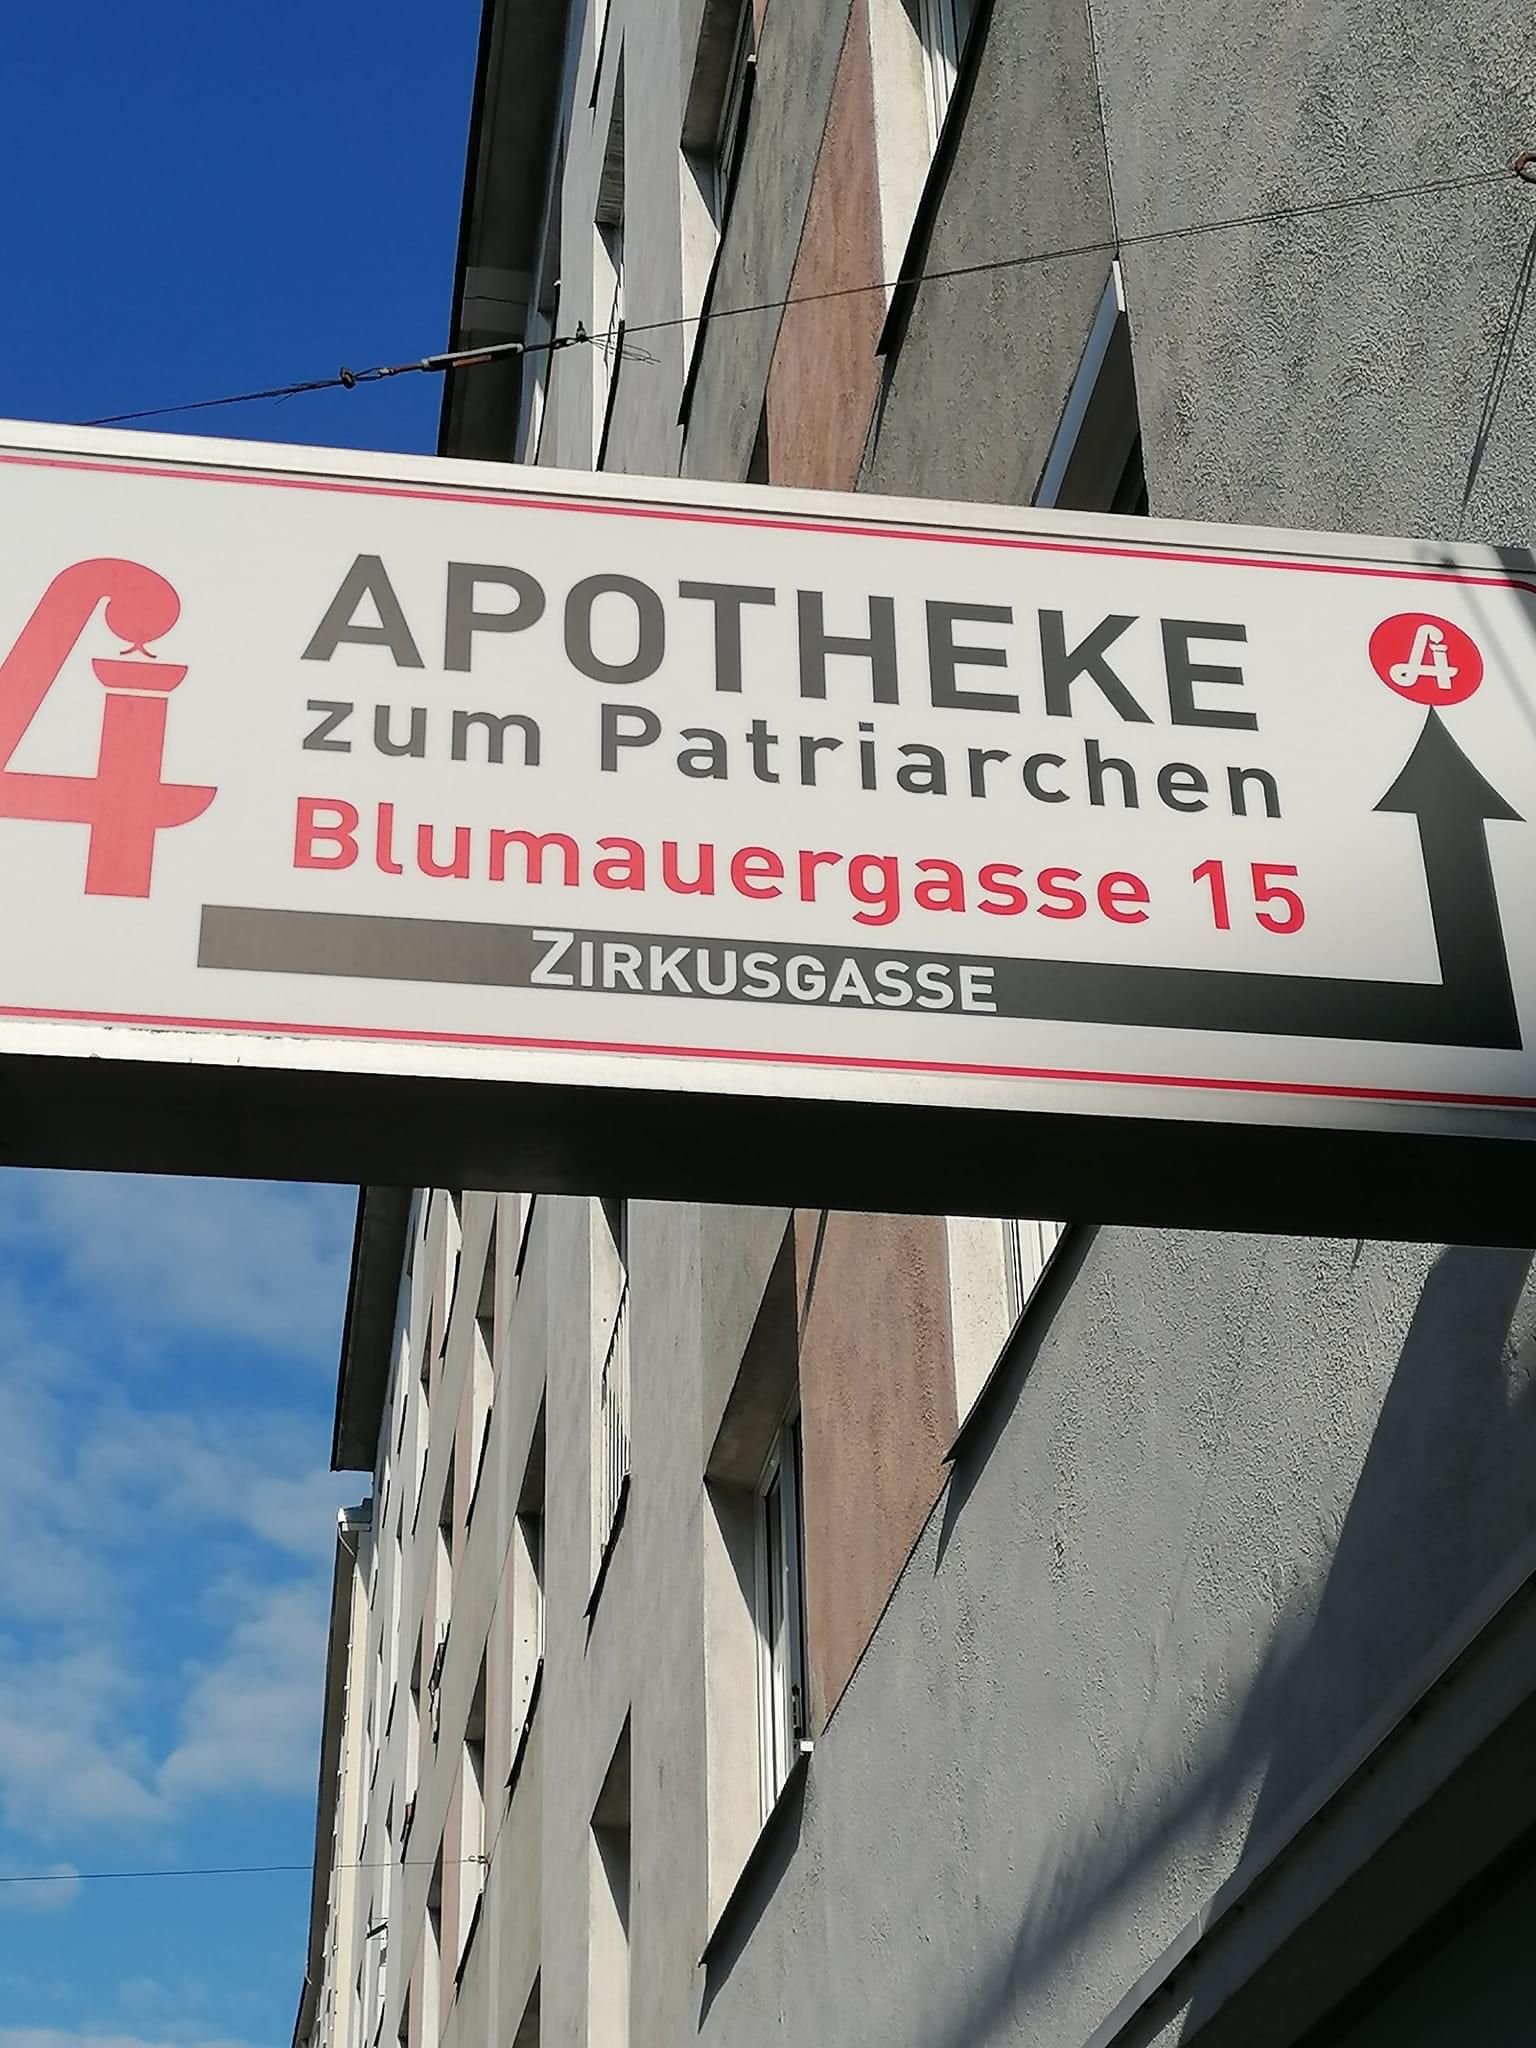 APOTHEKE
zum Patriarchen
Blumauergasse 15
ZIRKUSGASSE